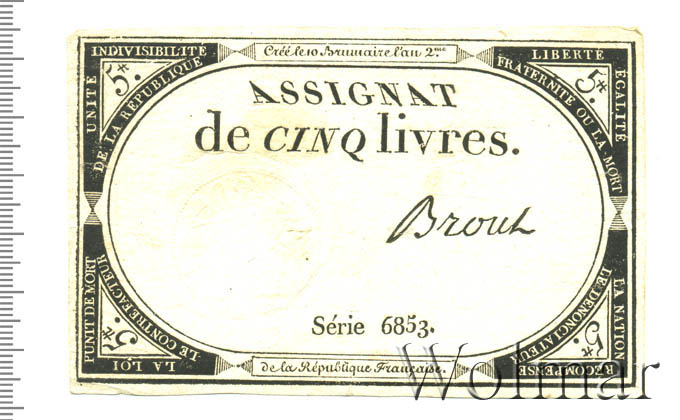 Créé le 10 Brumaire l'an 2.me
UNITÉ INDIVISIBILITÉ
DE LA RÉPUBLIQUE
5.
LIBERTÉ ÉGALITÉ
FRATERNITÉ OU LA MORT
5.
ASSIGNAT
de CINQ livres.
Brout
Série 6853.
LA LOI PUNIT DE MORT
LE CONTREFACTEUR
5.
LA NATION RÉCOMPENSE
LE DÉNONCIATEUR
5.
de la République Française.
Wolmar